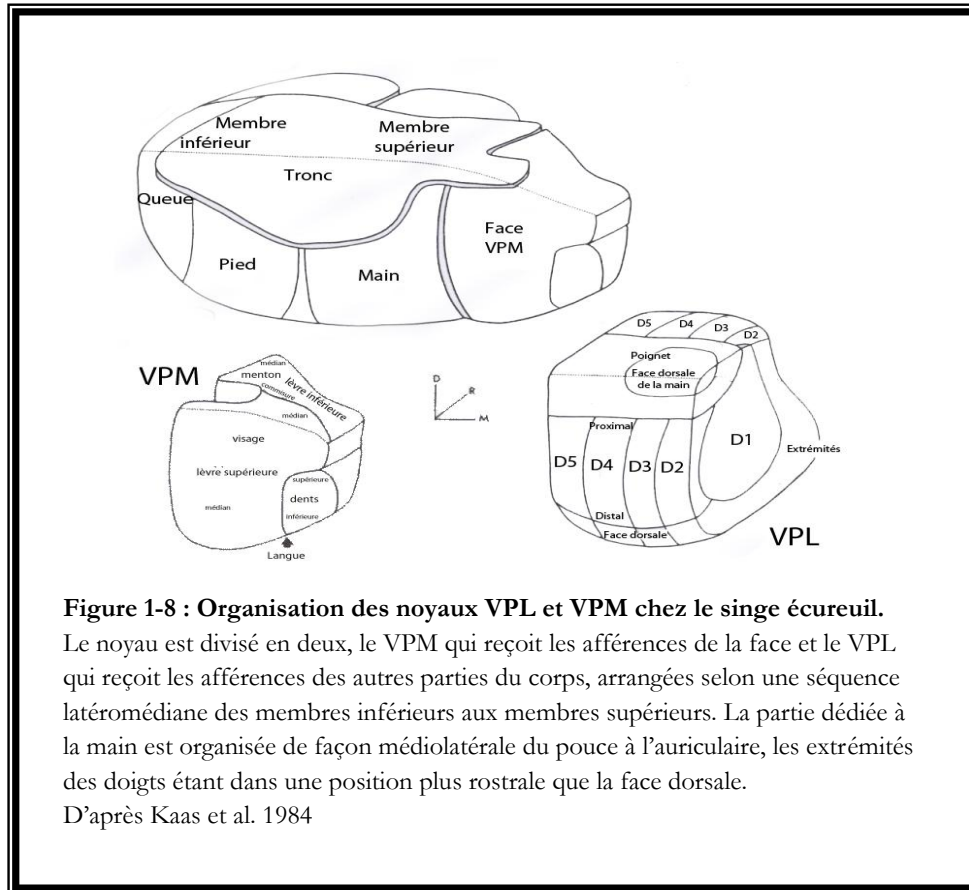 Membre
inférieur
Membre
supérieur
Tronc
Queue
Face
VPM
Pied
Main
VPM
médian
menton
commisure
lèvre inférieure
médian
visage
lèvre supérieure
supérieure
dents
médian
inférieure
Langue
D
R
M
D5 D4 D3 D2
Poignet
Face dorsale
de la main
Proximal
D1
D5 D4 D3 D2
Extrémités
Distal
Face dorsale
VPL
Figure 1-8 : Organisation des noyaux VPL et VPM chez le singe écureuil.
Le noyau est divisé en deux, le VPM qui reçoit les afférences de la face et le VPL
qui reçoit les afférences des autres parties du corps, arrangées selon une séquence
latéromédiane des membres inférieurs aux membres supérieurs. La partie dédiée à
la main est organisée de façon médiolatérale du pouce à l’auriculaire, les extrémités
des doigts étant dans une position plus rostrale que la face dorsale.
D’après Kaas et al. 1984